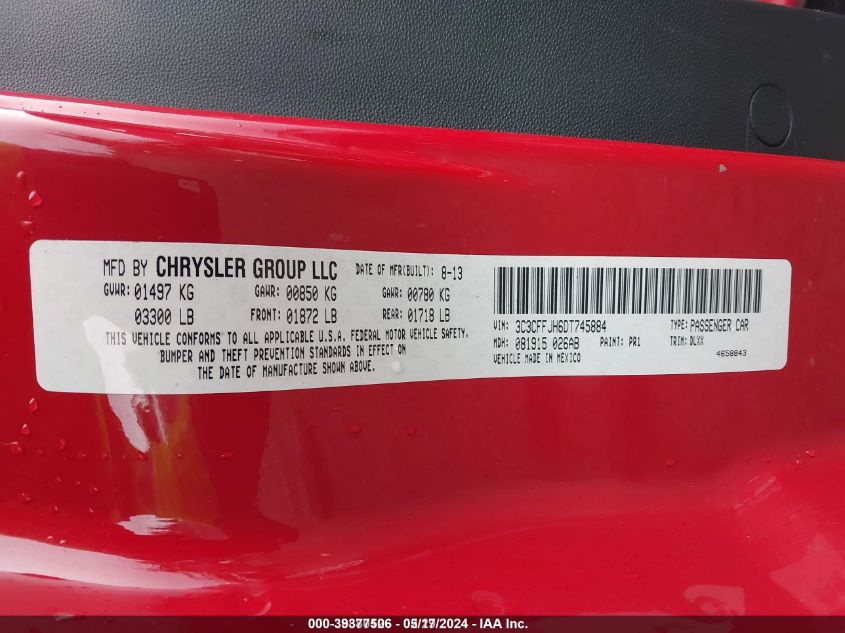 MFD BY CHRYSLER GROUP LLC DATE OF MFR(BUILT): 8-13
GVWR: 01497 KG GAWR: 00850 KG GAWR: 00780 KG
03300 LB FRONT: 01872 LB REAR: 01718 LB
THIS VEHICLE CONFORMS TO ALL APPLICABLE U.S.A. FEDERAL MOTOR VEHICLE SAFETY,
BUMPER AND THEFT PREVENTION STANDARDS IN EFFECT ON
THE DATE OF MANUFACTURE SHOWN ABOVE.
VIN: 3C3CFFJH6DT745884 TYPE: PASSENGER CAR
MDH: 081915 026AB PAINT: PR1 TRIM: DLXH
VEHICLE MADE IN MEXICO 4658843
- IAA Inc.